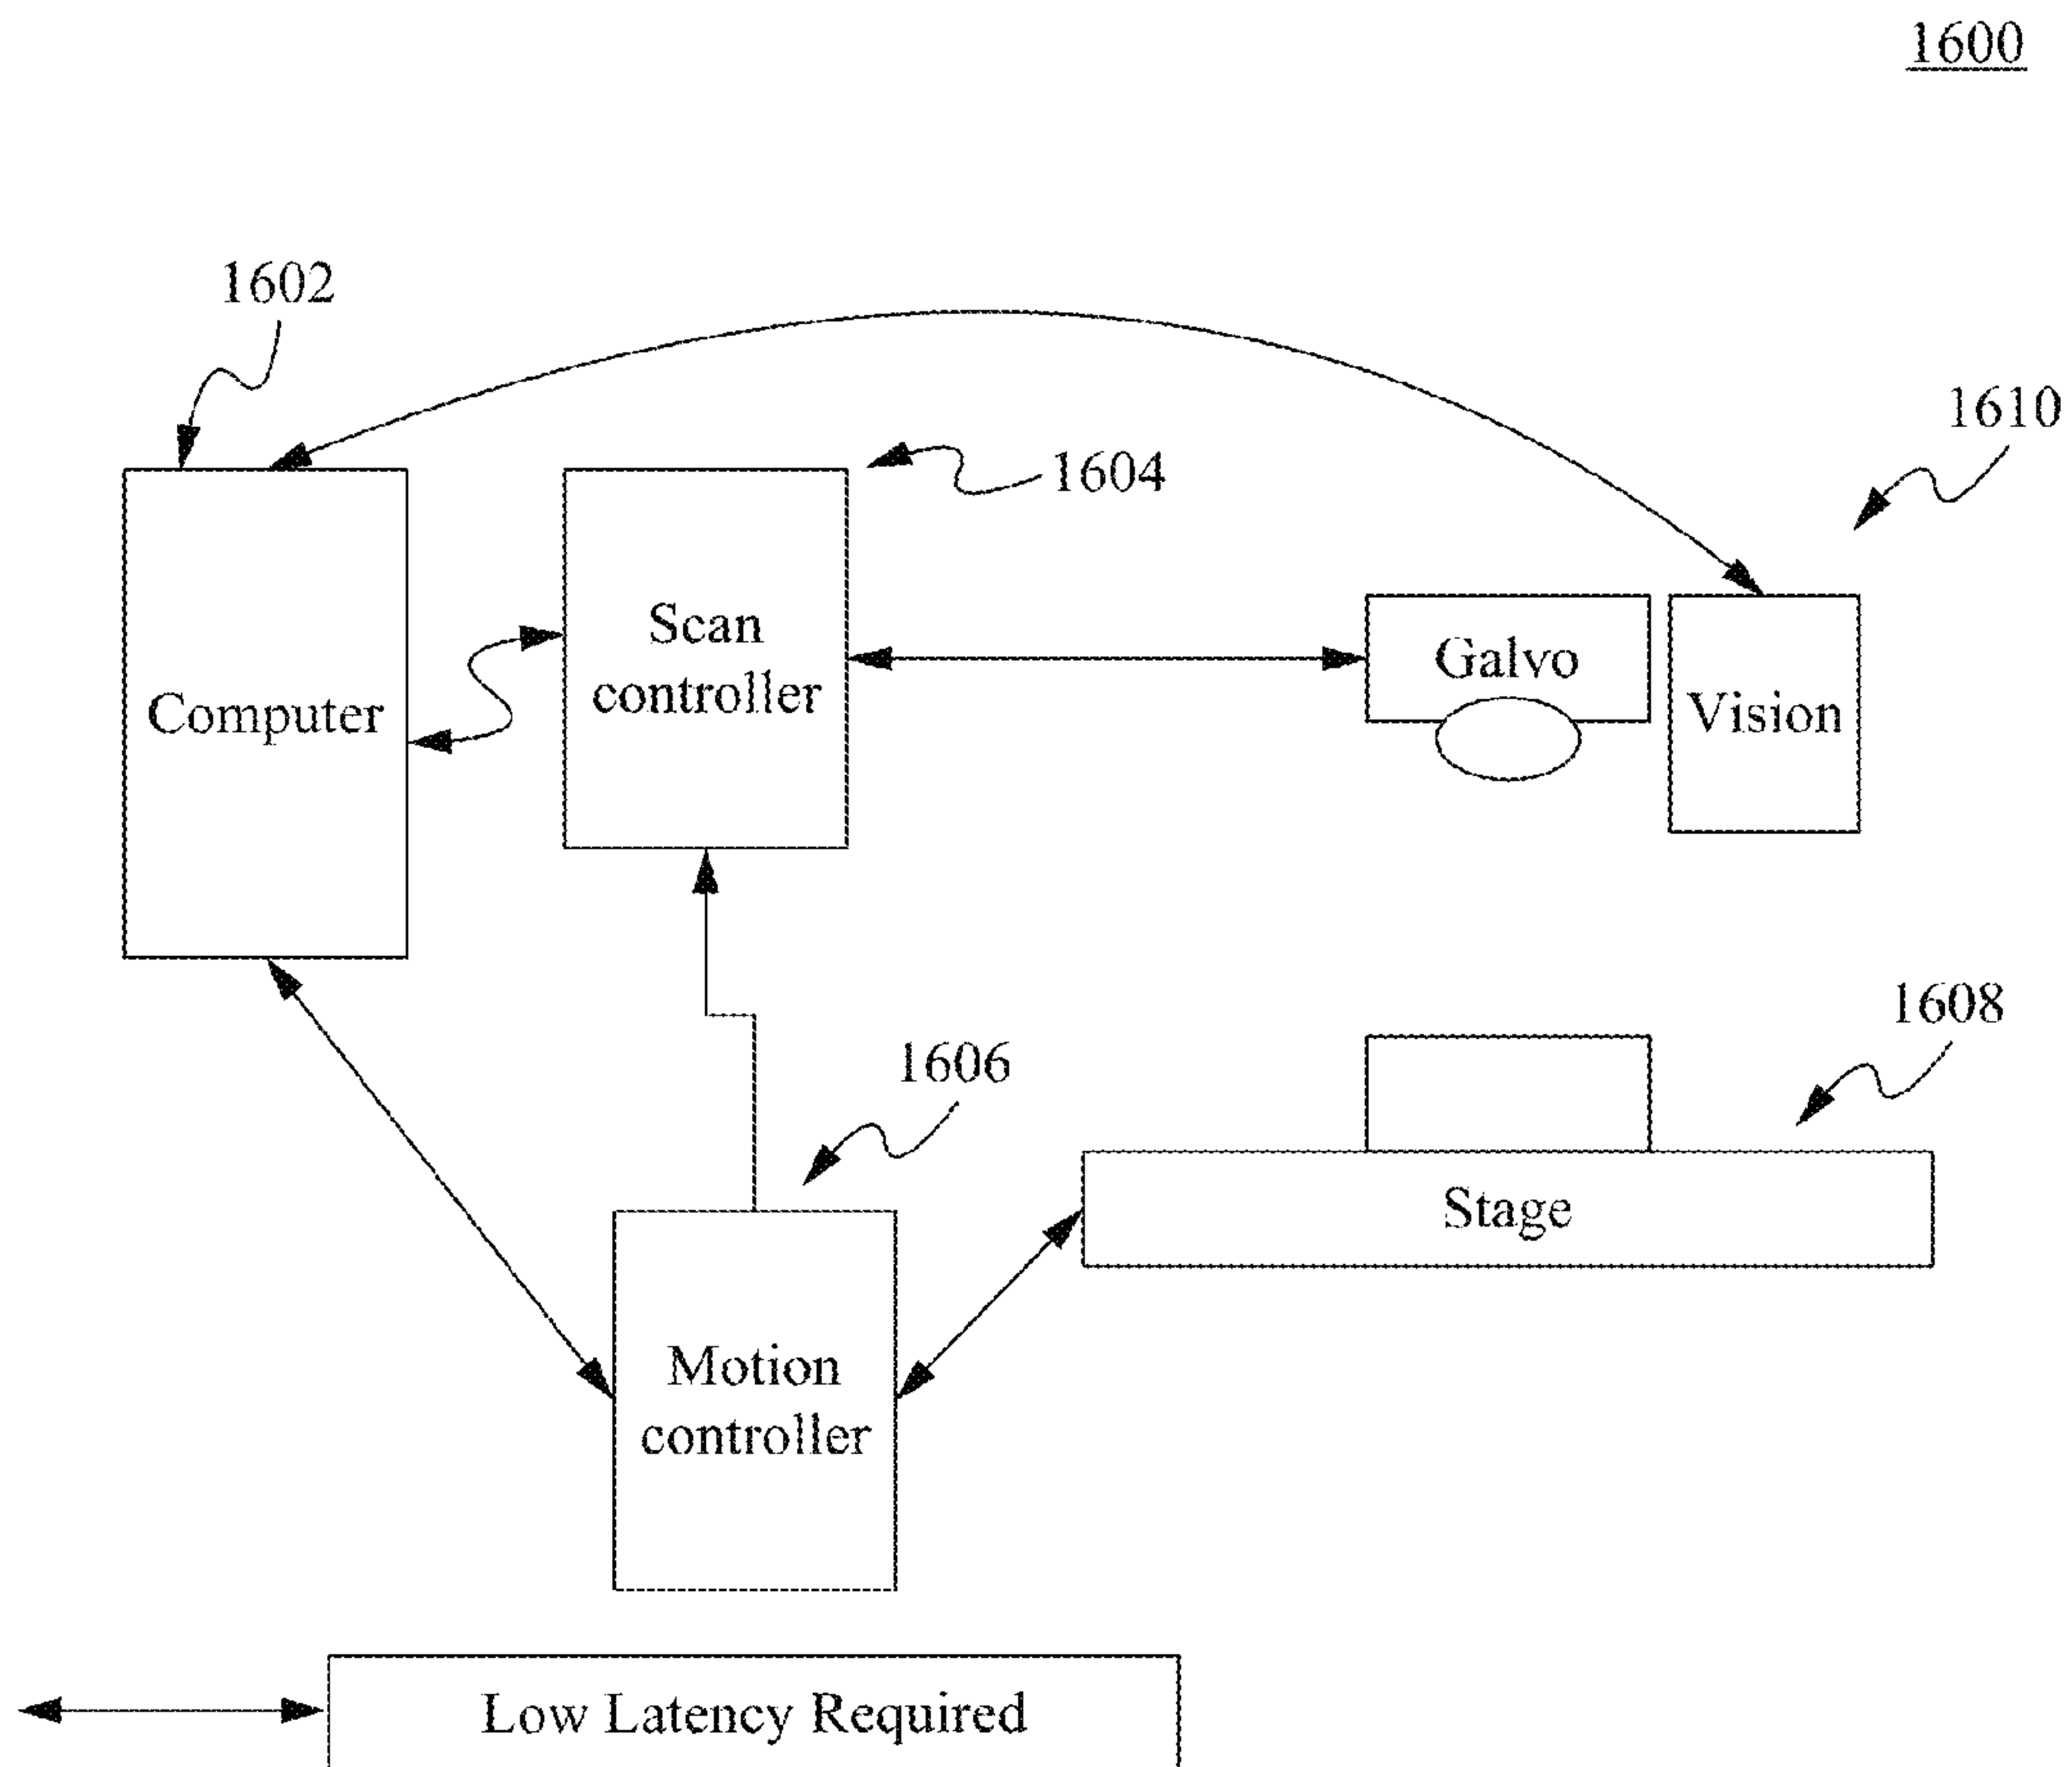 1600
1602
1610
1604
Scan
controller
Galvo
Computer
Vision
1608
1606
Stage
Motion
controller
Low Latency Required